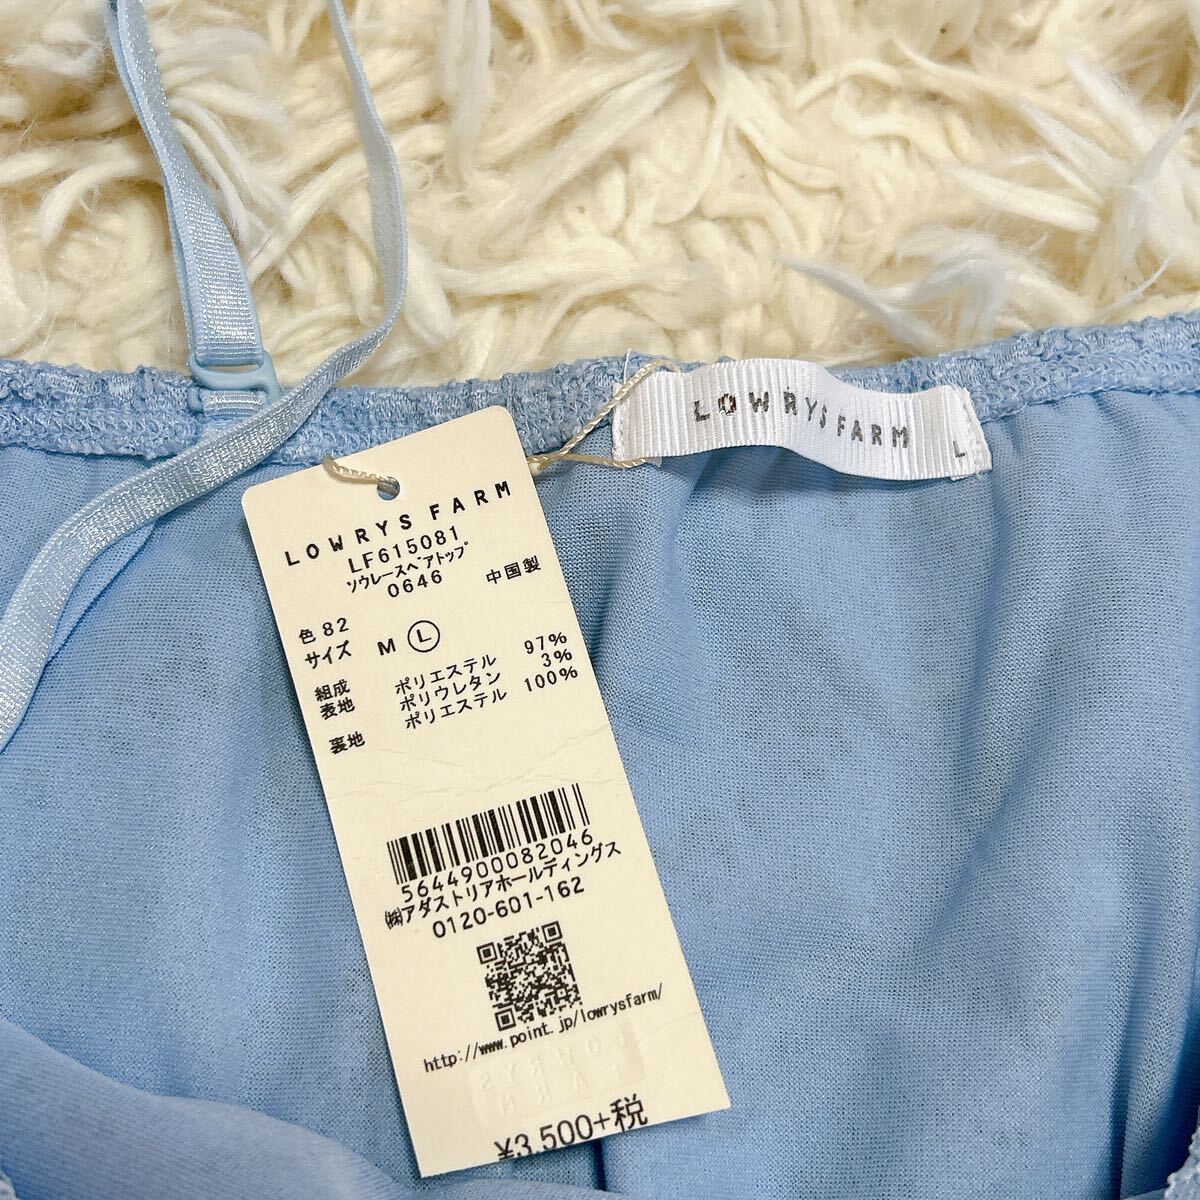 LOWRYS FARM L
LOWRYS FARM
LF615081
ソウレースベアトップ
0646 中国製
色 82
サイズ M Ⓛ
組成
表地 ポリエステル 97%
ポリウレタン 3%
裏地 ポリエステル 100%
5644900082046
㈱アダストリアホールディングス
0120-601-162
http://www.point.jp/lowrysfarm/
LOWRYS
FARM
¥3,500+税